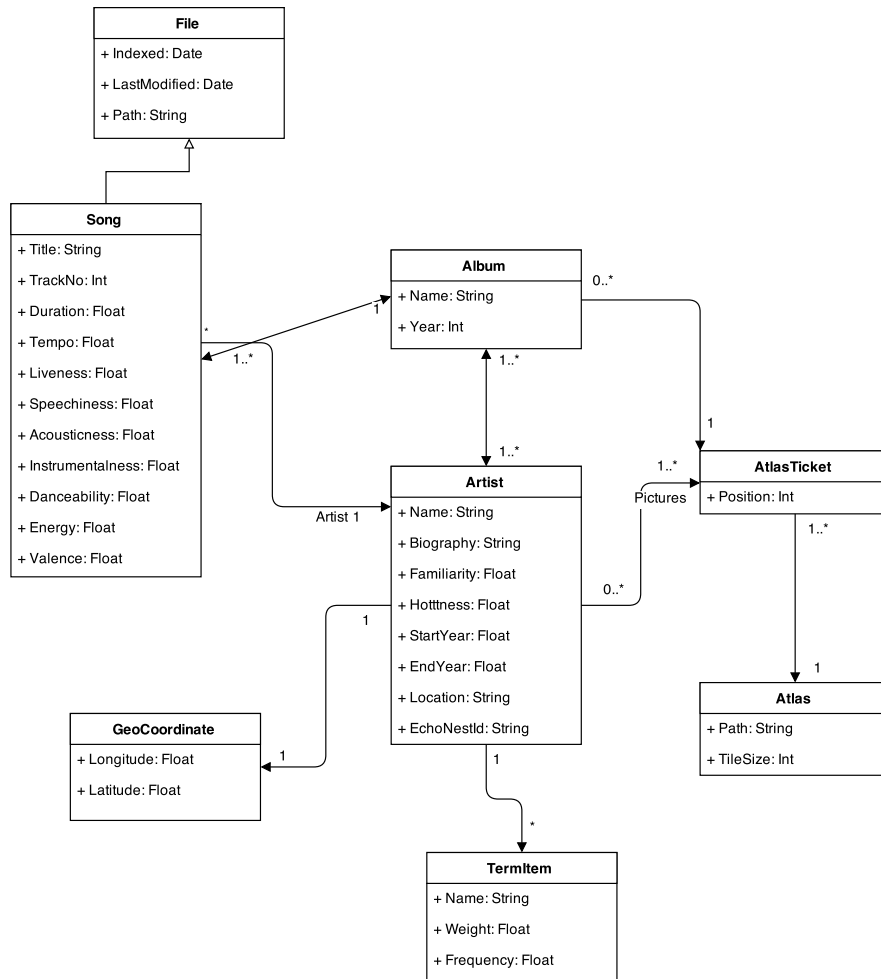 File
+ Indexed: Date
+ LastModified: Date
+ Path: String
Song
+ Title: String
+ TrackNo: Int
+ Duration: Float
+ Tempo: Float
+ Liveness: Float
+ Speechiness: Float
+ Acousticness: Float
+ Instrumentalness: Float
+ Danceability: Float
+ Energy: Float
+ Valence: Float
*
1..*
1
Artist 1
Album
+ Name: String
+ Year: Int
0..*
1
1..*
1..*
Artist
+ Name: String
+ Biography: String
+ Familiarity: Float
+ Hotttness: Float
+ StartYear: Float
+ EndYear: Float
+ Location: String
+ EchoNestId: String
1..*
Pictures
0..*
AtlasTicket
+ Position: Int
1..*
1
Atlas
+ Path: String
+ TileSize: Int
1
1
GeoCoordinate
+ Longitude: Float
+ Latitude: Float
1
*
TermItem
+ Name: String
+ Weight: Float
+ Frequency: Float